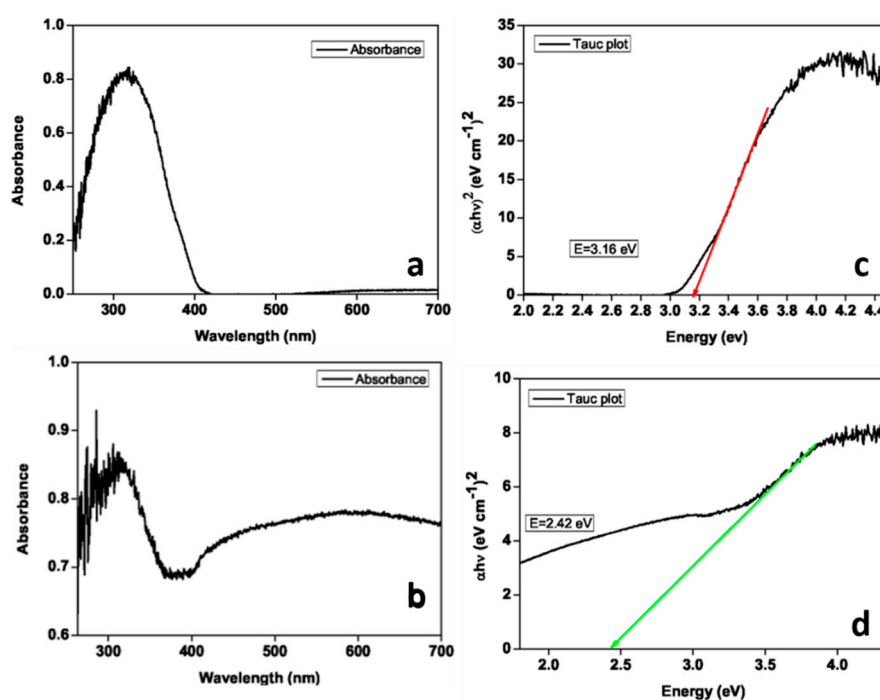 1.0
0.8
0.6
0.4
0.2
0.0
Absorbance
Absorbance
a
300 400 500 600 700
Wavelength (nm)
35
30
25
20
15
10
5
0
(αhν)² (eV cm⁻¹)2
Tauc plot
E=3.16 eV
c
2.0 2.2 2.4 2.6 2.8 3.0 3.2 3.4 3.6 3.8 4.0 4.2 4.4
Energy (ev)
1.0
0.9
0.8
0.7
0.6
Absorbance
Absorbance
b
300 400 500 600 700
Wavelength (nm)
10
8
6
4
2
0
αhν (eV cm⁻¹)2
Tauc plot
E=2.42 eV
d
2.0 2.5 3.0 3.5 4.0
Energy (eV)